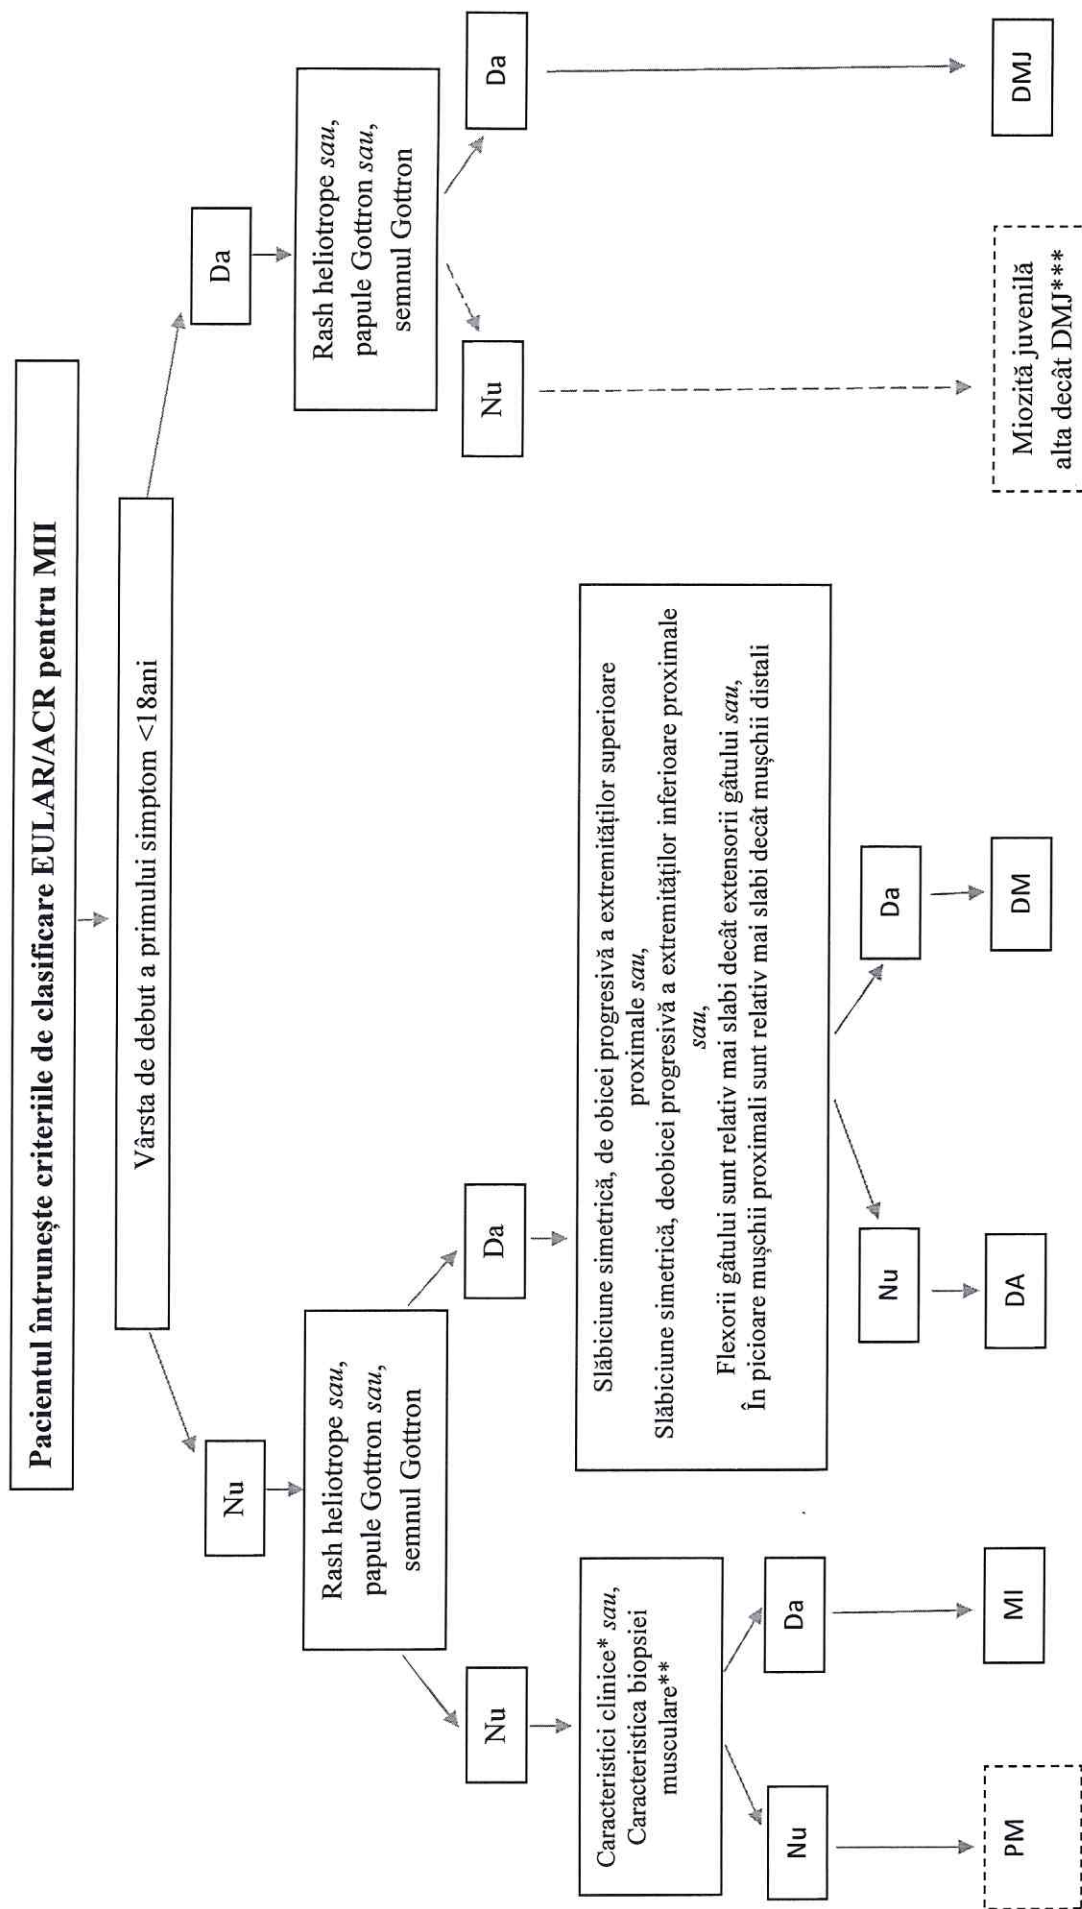 Pacientul întrunește criteriile de clasificare EULAR/ACR pentru MII
Vârsta de debut a primului simptom <18ani
Nu
Da
Rash heliotrope sau,
papule Gottron sau,
semnul Gottron
Rash heliotrope sau,
papule Gottron sau,
semnul Gottron
Nu
Da
Nu
Da
Caracteristici clinice* sau,
Caracteristica biopsiei
musculare**
Slăbiciune simetrică, de obicei progresivă a extremităților superioare
proximale sau,
Slăbiciune simetrică, deobicei progresivă a extremităților inferioare proximale
sau,
Flexorii gâtului sunt relativ mai slabi decât extensorii gâtului sau,
În picioare mușchii proximali sunt relativ mai slabi decât mușchii distali
Nu
Da
Nu
Da
PM
MI
DA
DM
Miozită juvenilă
alta decât DMJ***
DMJ